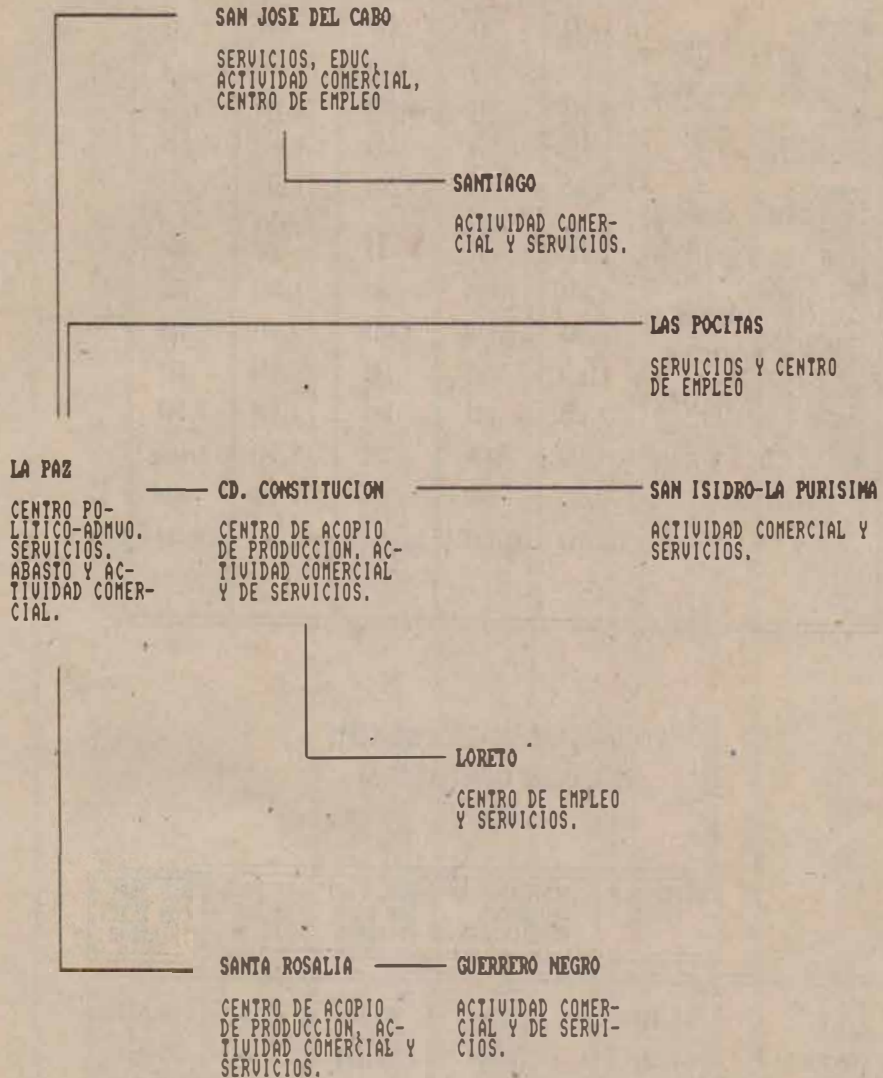 SAN JOSE DEL CABO
SERVICIOS, EDUC,
ACTIVIDAD COMERCIAL,
CENTRO DE EMPLEO
SANTIAGO
ACTIVIDAD COMER-
CIAL Y SERVICIOS.
LAS POCITAS
SERVICIOS Y CENTRO
DE EMPLEO
LA PAZ
CENTRO PO-
LITICO-ADMVO.
SERVICIOS.
ABASTO Y AC-
TIVIDAD COMER-
CIAL.
CD. CONSTITUCION
CENTRO DE ACOPIO
DE PRODUCCION, AC-
TIVIDAD COMERCIAL
Y DE SERVICIOS.
SAN ISIDRO-LA PURISIMA
ACTIVIDAD COMERCIAL Y
SERVICIOS.
LORETO
CENTRO DE EMPLEO
Y SERVICIOS.
SANTA ROSALIA
CENTRO DE ACOPIO
DE PRODUCCION, AC-
TIVIDAD COMERCIAL Y
SERVICIOS.
GUERRERO NEGRO
ACTIVIDAD COMER-
CIAL Y DE SERVI-
CIOS.